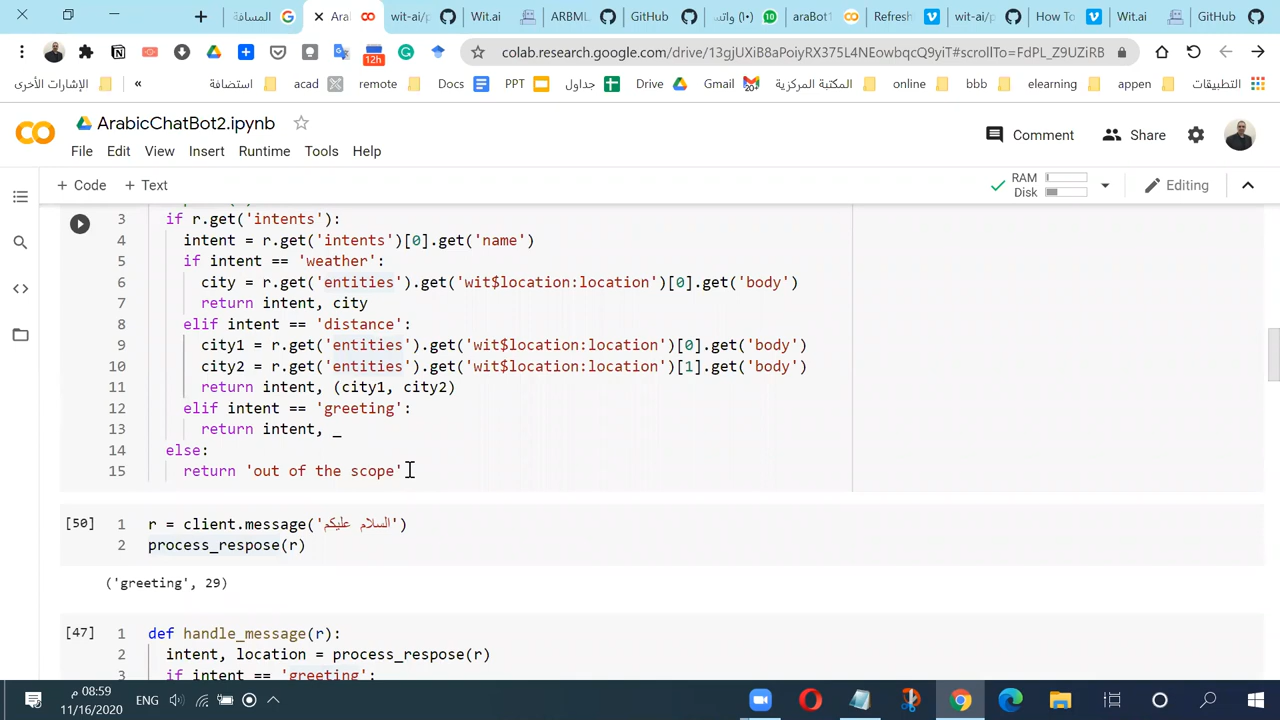 المسافة
wit-ai/p
Wit.ai
ARBML
GitHub
(٠) واتس
araBot1
Refresh
wit-ai/p
How To
Wit.ai
GitHub
colab.research.google.com/drive/13gjUXiB8aPoVRX375L4NEowbqcQ9yiT#scrollTo=FdPL_Z9UZjRB
12h
الإشارات الأخرى
«
استضافة
acad
remote
Docs
PPT
جداول
Drive
Gmail
20+
المكتبة المركزية
online
bbb
elearning
appen
التطبيقات
ArabicChatBot2.ipynb
File Edit View Insert Runtime Tools Help
Comment
Share
+ Code + Text
RAM
Disk
Editing
3 if r.get('intents'):
4 intent = r.get('intents')[0].get('name')
5 if intent == 'weather':
6 city = r.get('entities').get('wit$location:location')[0].get('body')
7 return intent, city
8 elif intent == 'distance':
9 city1 = r.get('entities').get('wit$location:location')[0].get('body')
10 city2 = r.get('entities').get('wit$location:location')[1].get('body')
11 return intent, (city1, city2)
12 elif intent == 'greeting':
13 return intent, _
14 else:
15 return 'out of the scope'
[50] 1 r = client.message('السلام عليكم')
2 process_respose(r)
('greeting', 29)
[47] 1 def handle_message(r):
2 intent, location = process_respose(r)
3 if intent == 'greeting':
08:59 م
11/16/2020
ENG